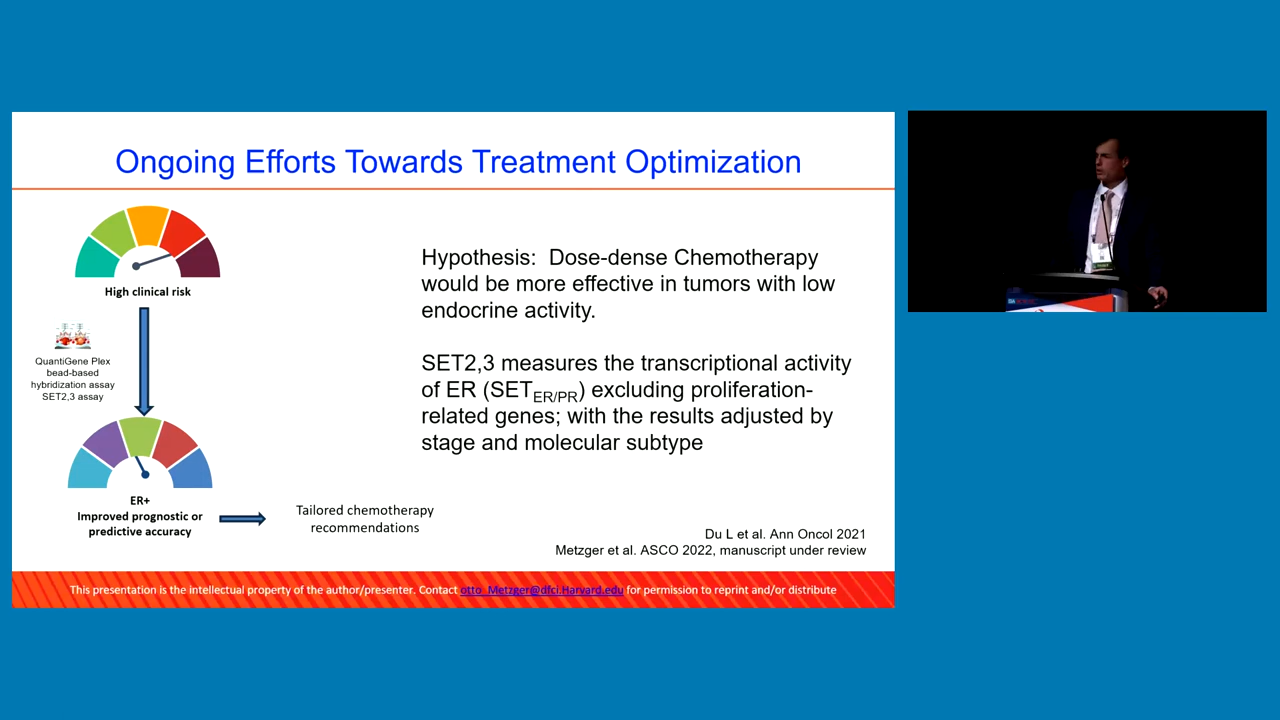 Ongoing Efforts Towards Treatment Optimization
High clinical risk
QuantiGene Plex
bead-based
hybridization assay
SET2,3 assay
ER+
Improved prognostic or
predictive accuracy
Tailored chemotherapy
recommendations
Hypothesis: Dose-dense Chemotherapy
would be more effective in tumors with low
endocrine activity.
SET2,3 measures the transcriptional activity
of ER (SETER/PR) excluding proliferation-
related genes; with the results adjusted by
stage and molecular subtype
Du L et al. Ann Oncol 2021
Metzger et al. ASCO 2022, manuscript under review
This presentation is the intellectual property of the author/presenter. Contact otto_Metzger@dfci.Harvard.edu for permission to reprint and/or distribute